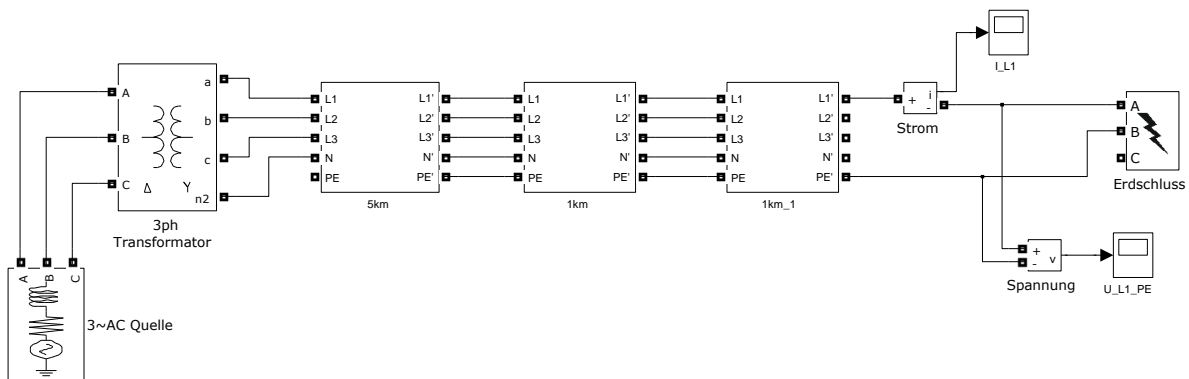 I_L1
A
B
C
a
b
c
n2
Δ Y
3ph
Transformator
L1
L2
L3
N
PE
L1'
L2'
L3'
N'
PE'
5km
L1
L2
L3
N
PE
L1'
L2'
L3'
N'
PE'
1km
L1
L2
L3
N
PE
L1'
L2'
L3'
N'
PE'
1km_1
+ i -
Strom
A
B
C
Erdschluss
+
-
v
Spannung
U_L1_PE
A B C
3~AC Quelle